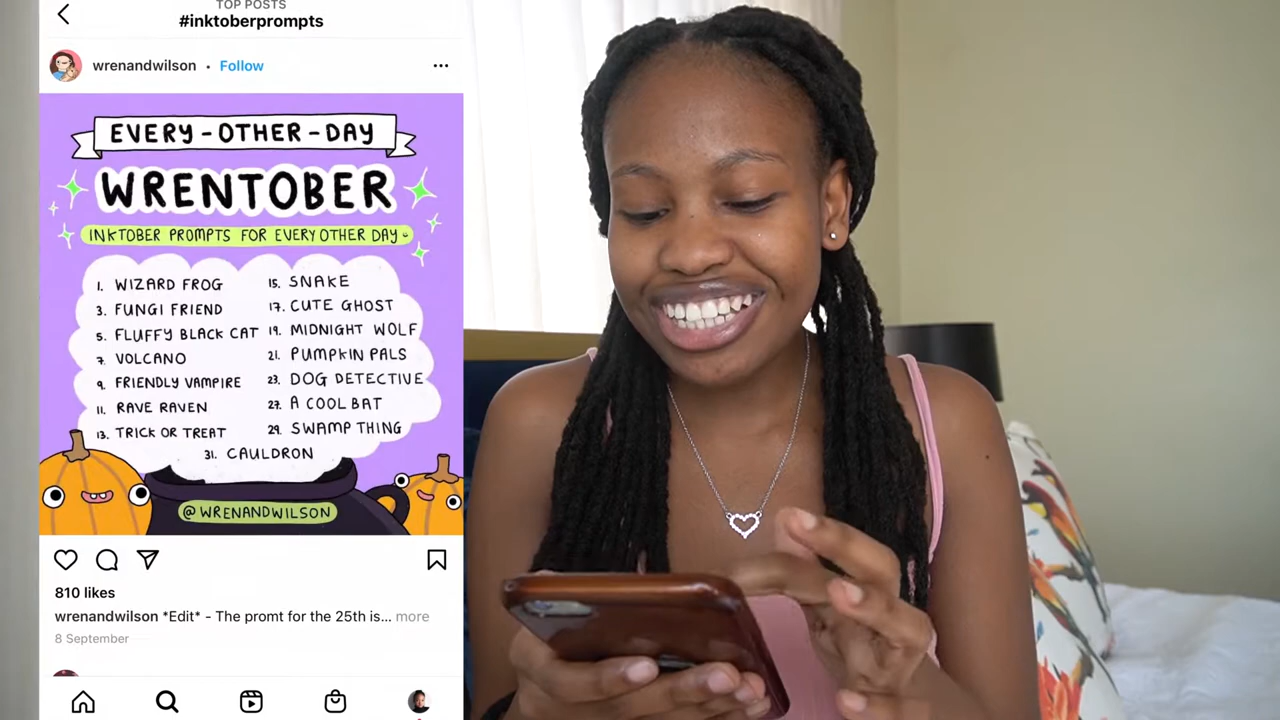 TOP POSTS
#inktoberprompts
wrenandwilson • Follow
EVERY-OTHER-DAY
WRENTOBER
INKTOBER PROMPTS FOR EVERY OTHER DAY
1. WIZARD FROG
3. FUNGI FRIEND
5. FLUFFY BLACK CAT
7. VOLCANO
9. FRIENDLY VAMPIRE
11. RAVE RAVEN
13. TRICK OR TREAT
15. SNAKE
17. CUTE GHOST
19. MIDNIGHT WOLF
21. PUMPKIN PALS
23. DOG DETECTIVE
27. A COOL BAT
29. SWAMP THING
31. CAULDRON
@WRENANDWILSON
810 likes
wrenandwilson *Edit* - The promt for the 25th is... more
8 September